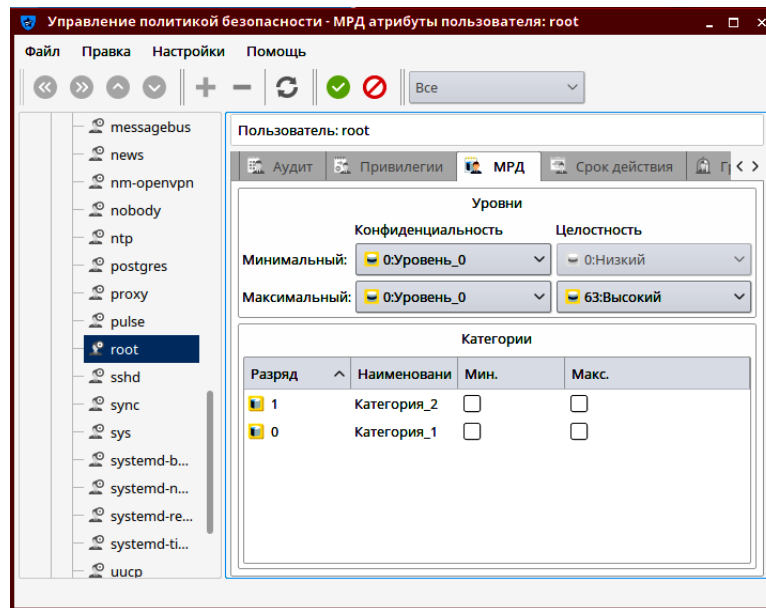 Управление политикой безопасности - МРД атрибуты пользователя: root
Файл Правка Настройки Помощь
Все
messagebus
news
nm-openvpn
nobody
ntp
postgres
proxy
pulse
root
sshd
sync
sys
systemd-b...
systemd-n...
systemd-re...
systemd-ti...
uucp
Пользователь: root
Аудит Привилегии МРД Срок действия
Уровни
Конфиденциальность Целостность
Минимальный: 0:Уровень_0 0:Низкий
Максимальный: 0:Уровень_0 63:Высокий
Категории
Разряд Наименовани Мин. Макс.
1 Категория_2
0 Категория_1